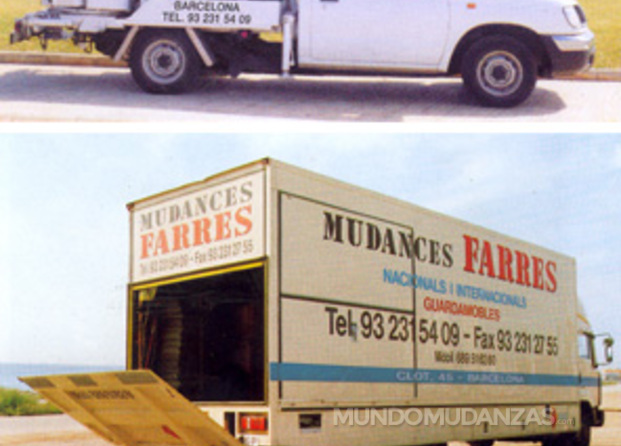 BARCELONA
TEL. 93 231 54 09
MUDANCES
FARRES
Tel 93 231 54 09 - Fax 93 231 27 55
MUDANCES FARRES
NACIONALS I INTERNACIONALS
GUARDAMOBLES
Tel. 93 231 54 09 - Fax 93 231 27 55
CLOT, 45 - BARCELONA
MUNDOMUDANZAS